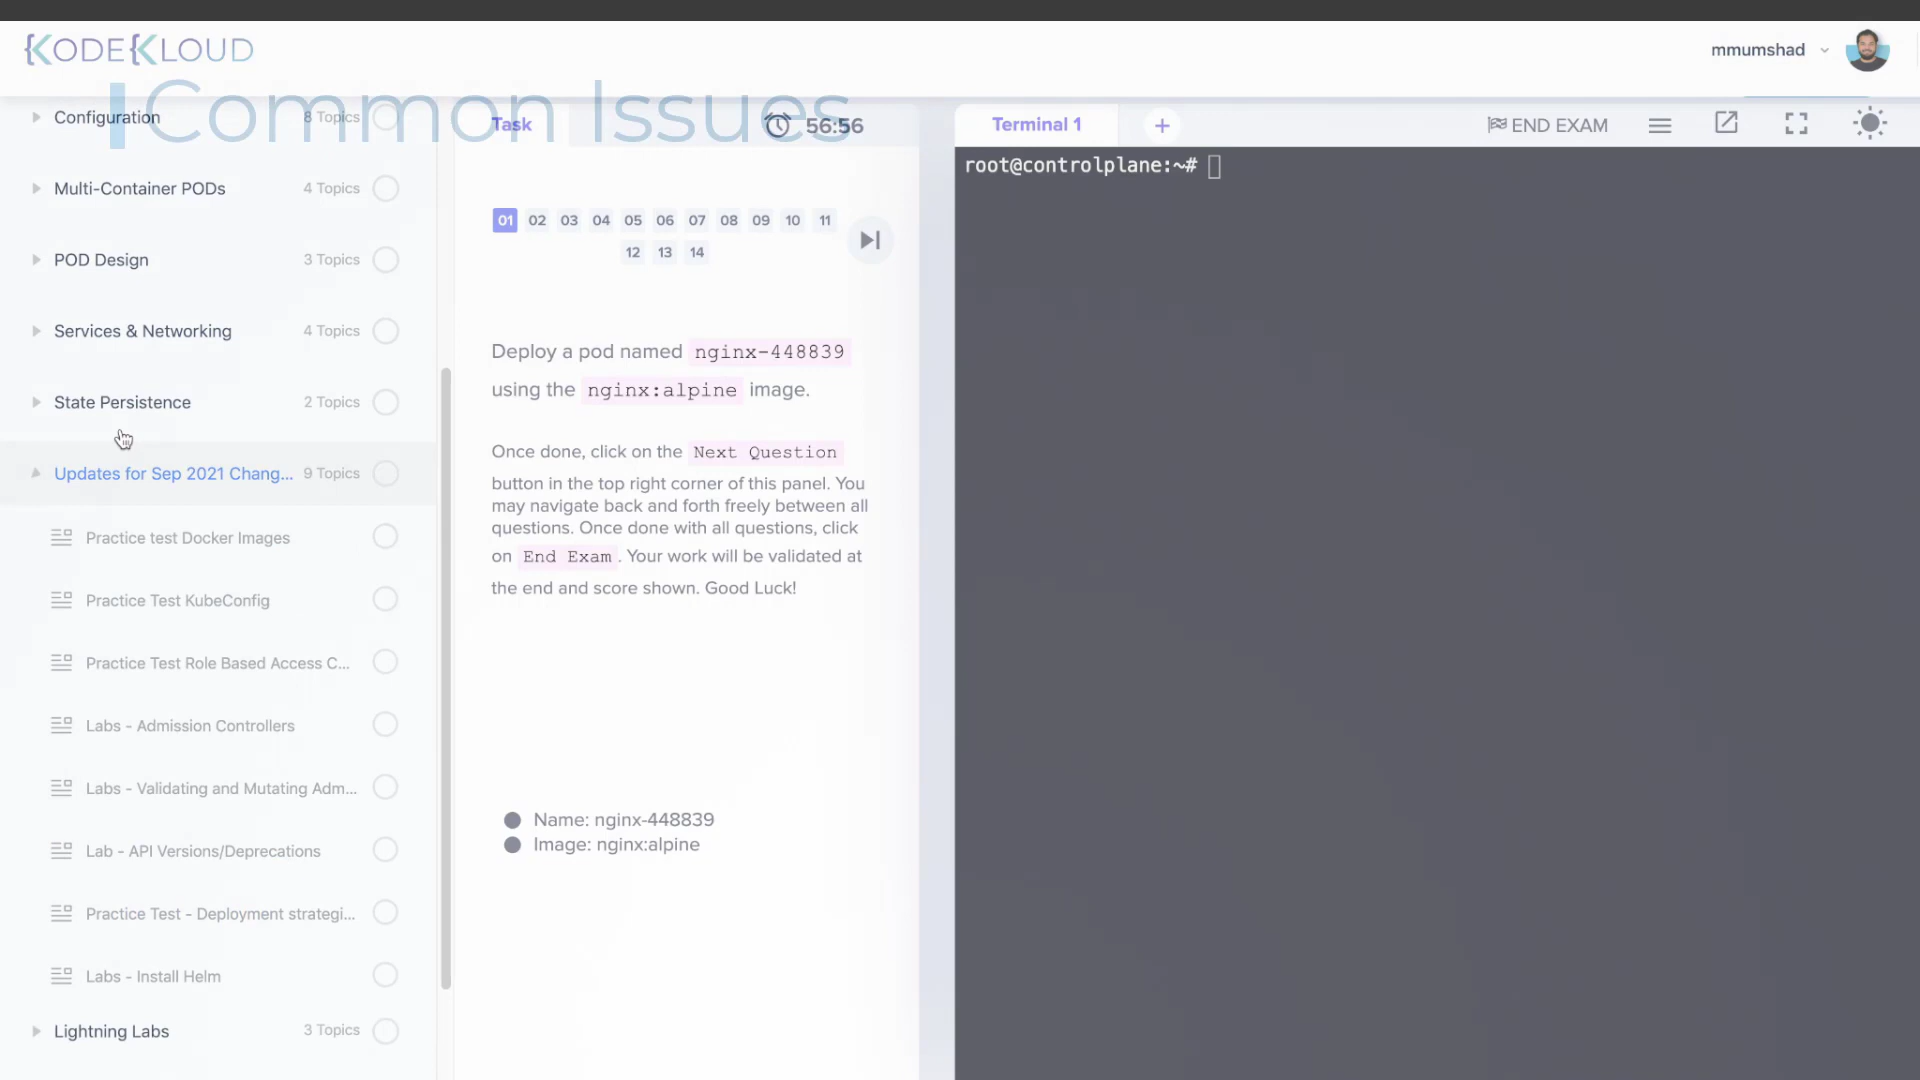 KODEKLOUD
mmumshad
Common Issues
Configuration 8 Topics
Multi-Container PODs 4 Topics
POD Design 3 Topics
Services & Networking 4 Topics
State Persistence 2 Topics
Updates for Sep 2021 Chang... 9 Topics
Practice test Docker Images
Practice Test KubeConfig
Practice Test Role Based Access C...
Labs - Admission Controllers
Labs - Validating and Mutating Adm...
Lab - API Versions/Deprecations
Practice Test - Deployment strategi...
Labs - Install Helm
Lightning Labs 3 Topics
Task 56:56
01 02 03 04 05 06 07 08 09 10 11
12 13 14
Deploy a pod named nginx-448839
using the nginx:alpine image.
Once done, click on the Next Question
button in the top right corner of this panel. You
may navigate back and forth freely between all
questions. Once done with all questions, click
on End Exam. Your work will be validated at
the end and score shown. Good Luck!
Name: nginx-448839
Image: nginx:alpine
Terminal 1 + END EXAM
root@controlplane:~#